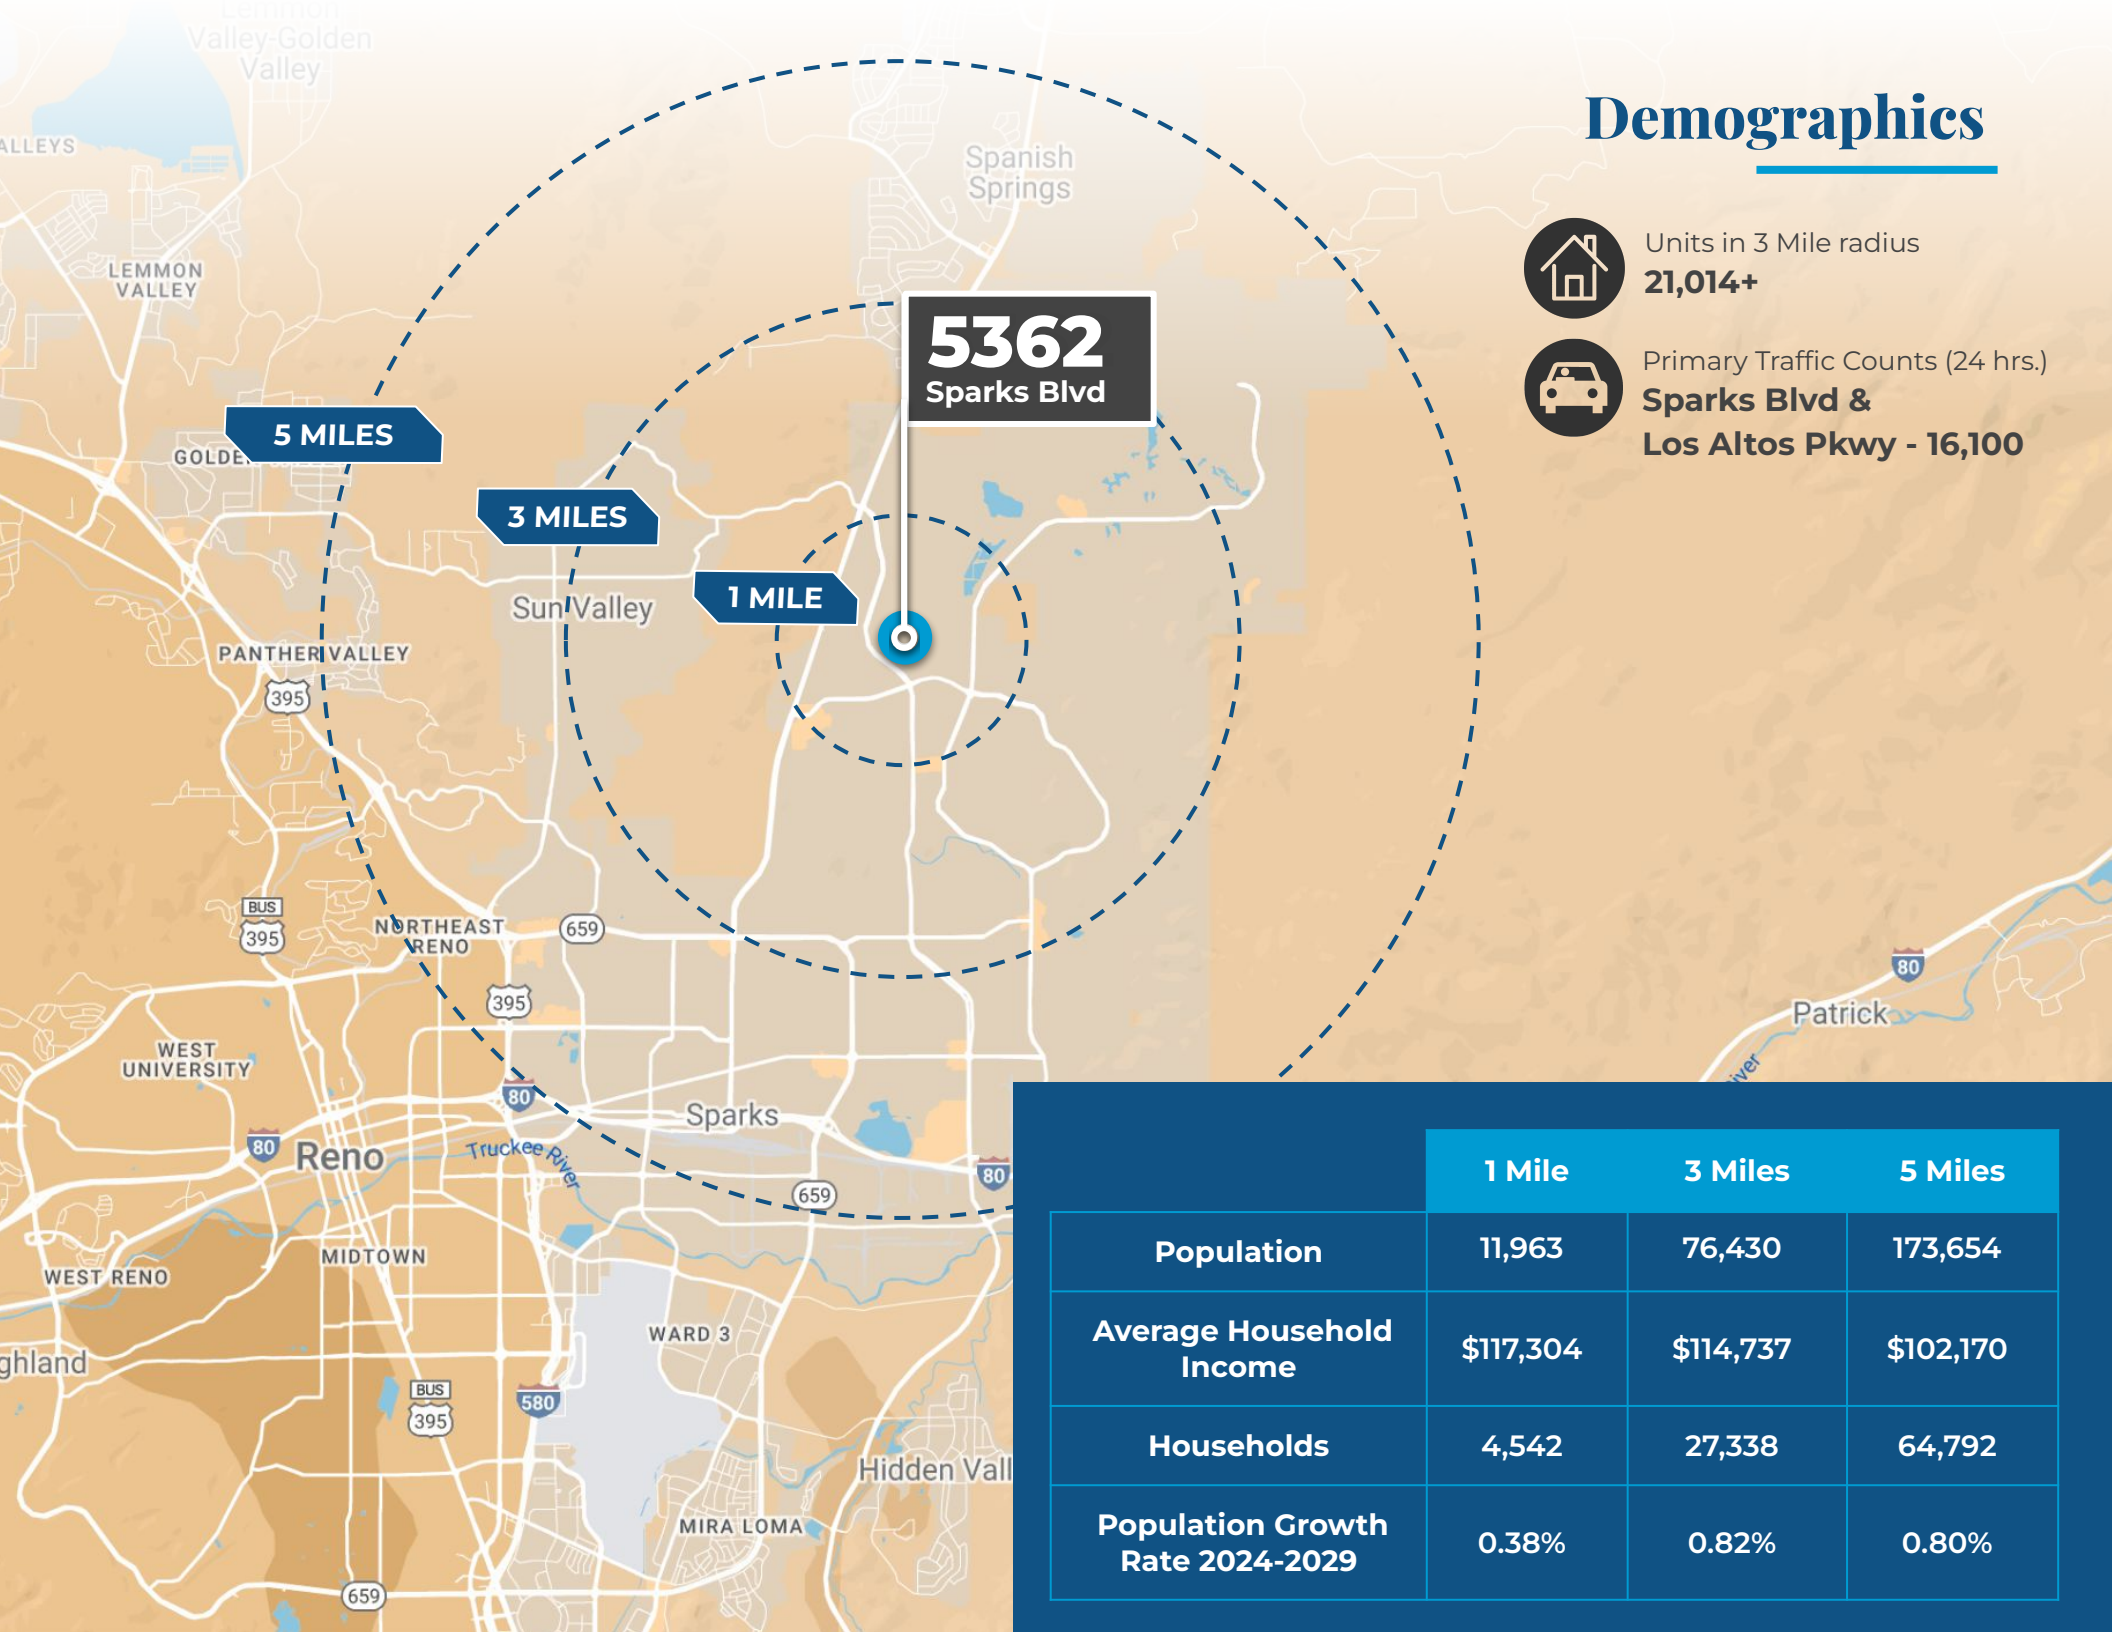 Lemmon
Valley-Golden
Valley
ALLEYS
Spanish
Springs
LEMMON
VALLEY
Demographics
Units in 3 Mile radius
21,014+
Primary Traffic Counts (24 hrs.)
Sparks Blvd &
Los Altos Pkwy - 16,100
5362
Sparks Blvd
5 MILES
GOLDE
3 MILES
1 MILE
Sun Valley
PANTHER VALLEY
395
BUS
395
NORTHEAST
RENO
659
395
80
Patrick
iver
WEST
UNIVERSITY
80
80
Reno
Truckee River
Sparks
80
659
MIDTOWN
WEST RENO
WARD 3
ghland
BUS
395
580
Hidden Vall
MIRA LOMA
659
1 Mile 3 Miles 5 Miles
Population 11,963 76,430 173,654
Average Household
Income $117,304 $114,737 $102,170
Households 4,542 27,338 64,792
Population Growth
Rate 2024-2029 0.38% 0.82% 0.80%